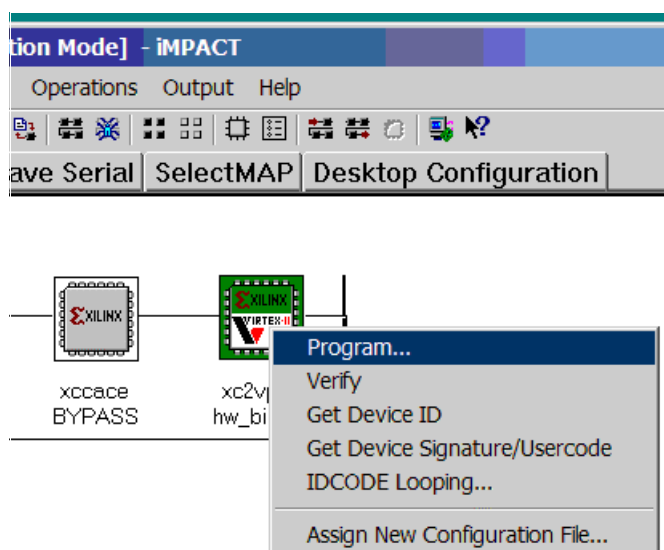 tion Mode] - iMPACT
Operations Output Help
ave Serial SelectMAP Desktop Configuration
XILINX
XILINX
VIRTEX-II
xccace
BYPASS
xc2vp
hw_bi
Program...
Verify
Get Device ID
Get Device Signature/Usercode
IDCODE Looping...
Assign New Configuration File...